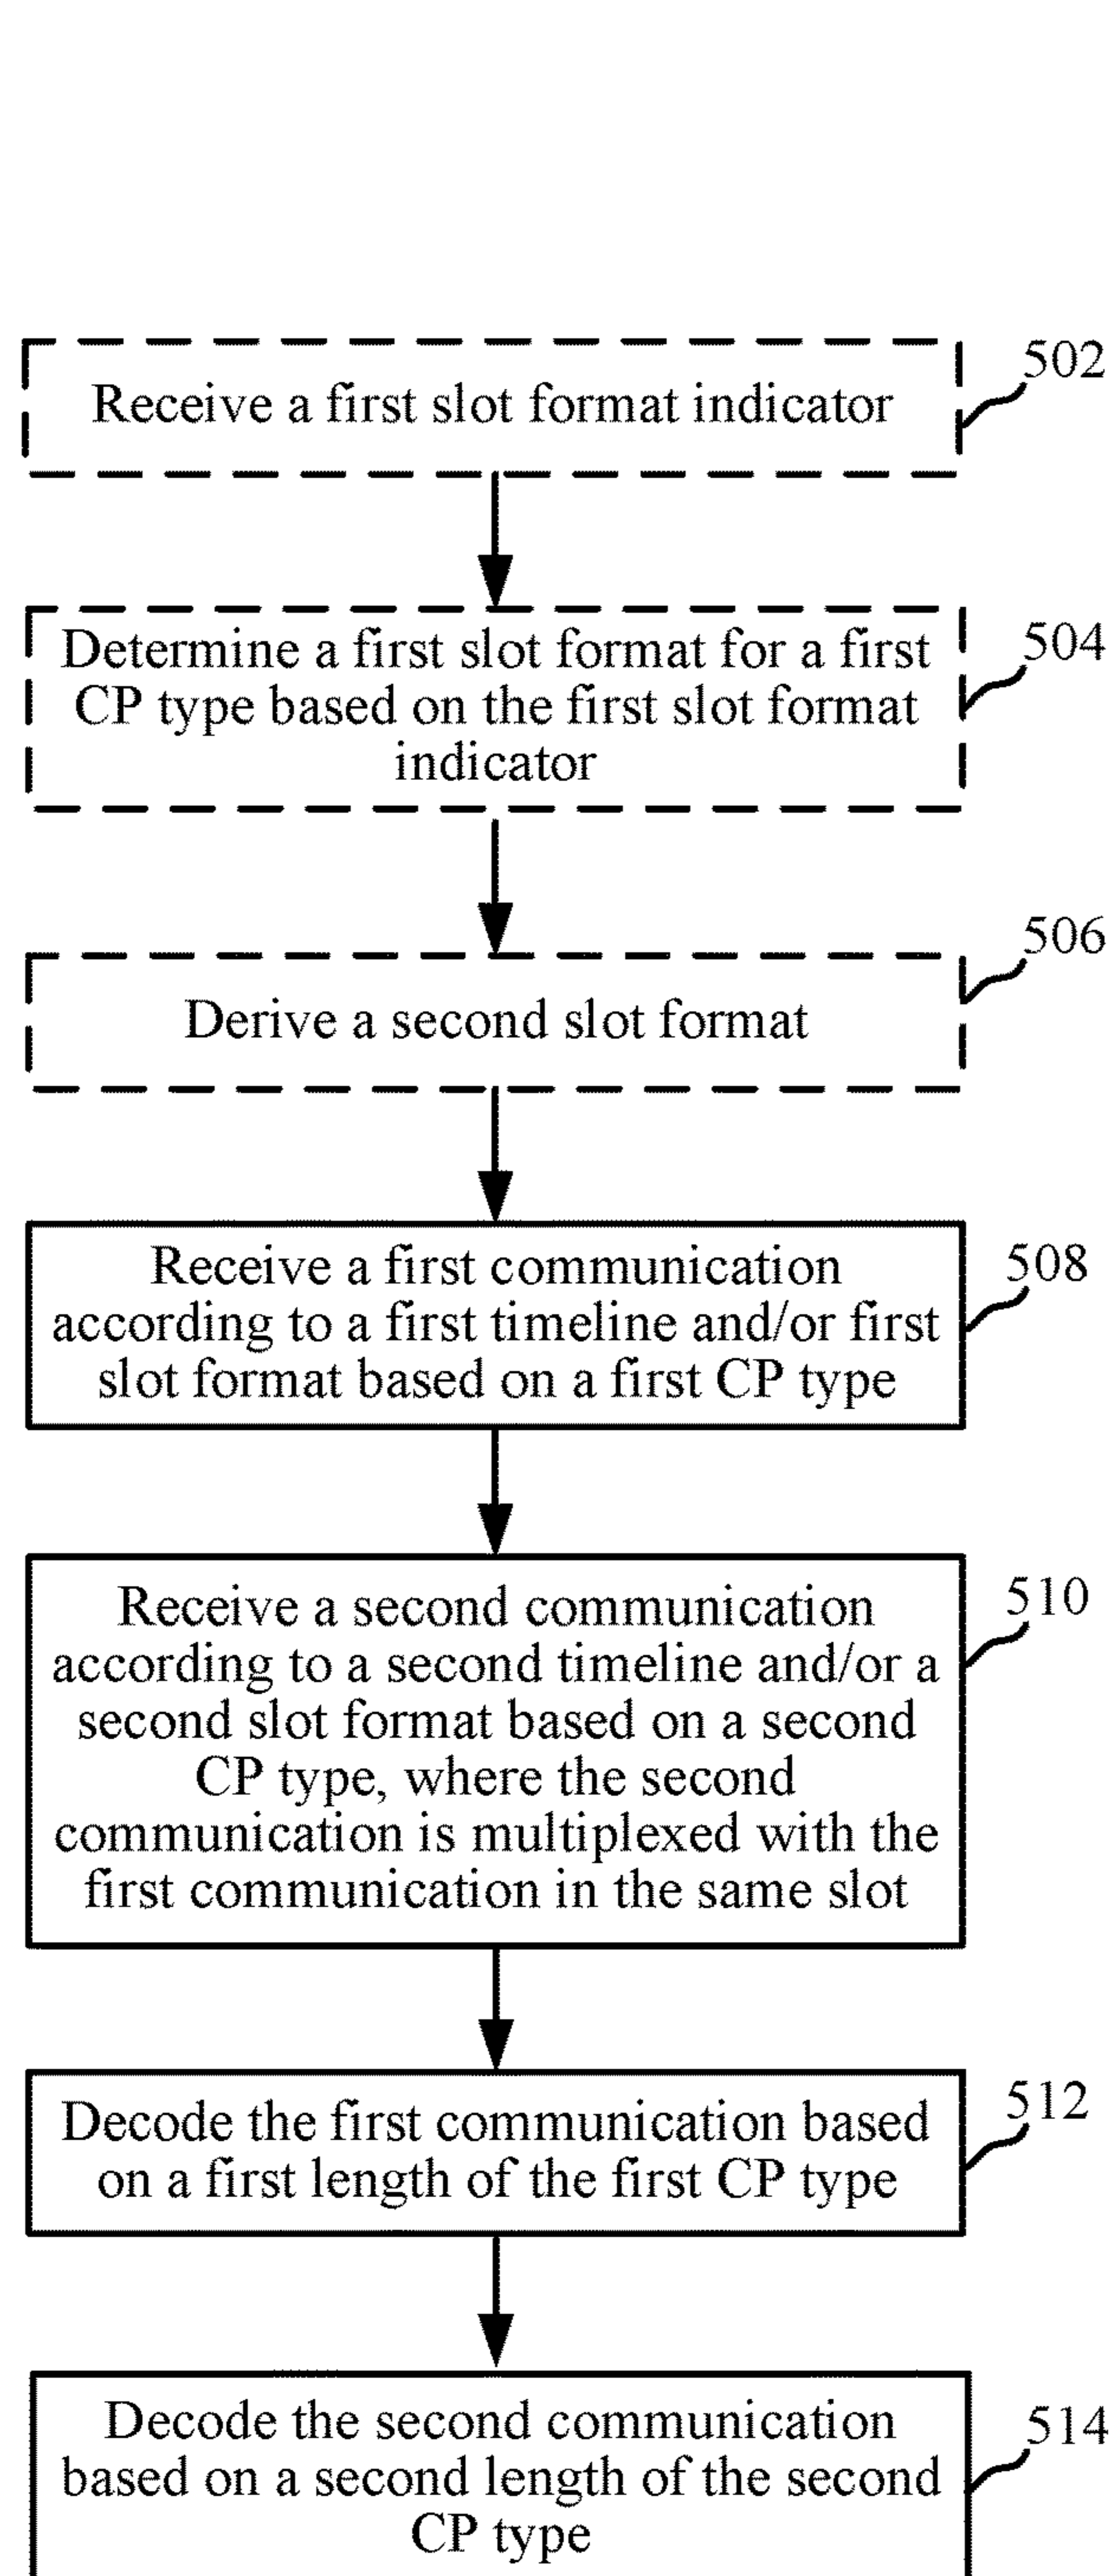 502
Receive a first slot format indicator
504
Determine a first slot format for a first
CP type based on the first slot format
indicator
506
Derive a second slot format
508
Receive a first communication
according to a first timeline and/or first
slot format based on a first CP type
510
Receive a second communication
according to a second timeline and/or a
second slot format based on a second
CP type, where the second
communication is multiplexed with the
first communication in the same slot
512
Decode the first communication based
on a first length of the first CP type
514
Decode the second communication
based on a second length of the second
CP type